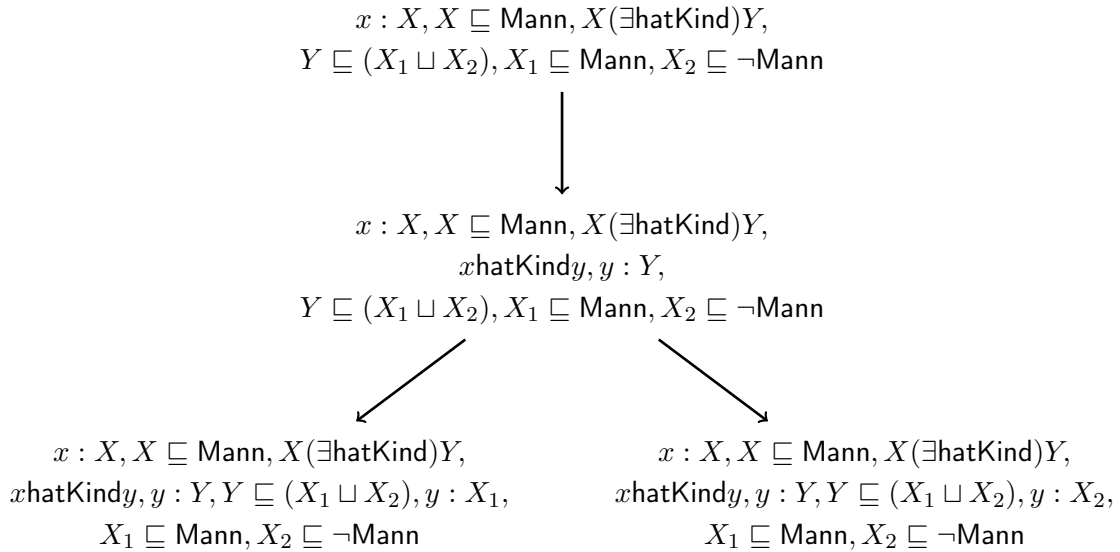 x : X, X ⊑ Mann, X(∃hatKind)Y,
Y ⊑ (X₁ ⊔ X₂), X₁ ⊑ Mann, X₂ ⊑ ¬Mann
x : X, X ⊑ Mann, X(∃hatKind)Y,
xhatKindy, y : Y,
Y ⊑ (X₁ ⊔ X₂), X₁ ⊑ Mann, X₂ ⊑ ¬Mann
x : X, X ⊑ Mann, X(∃hatKind)Y,
xhatKindy, y : Y, Y ⊑ (X₁ ⊔ X₂), y : X₁,
X₁ ⊑ Mann, X₂ ⊑ ¬Mann
x : X, X ⊑ Mann, X(∃hatKind)Y,
xhatKindy, y : Y, Y ⊑ (X₁ ⊔ X₂), y : X₂,
X₁ ⊑ Mann, X₂ ⊑ ¬Mann